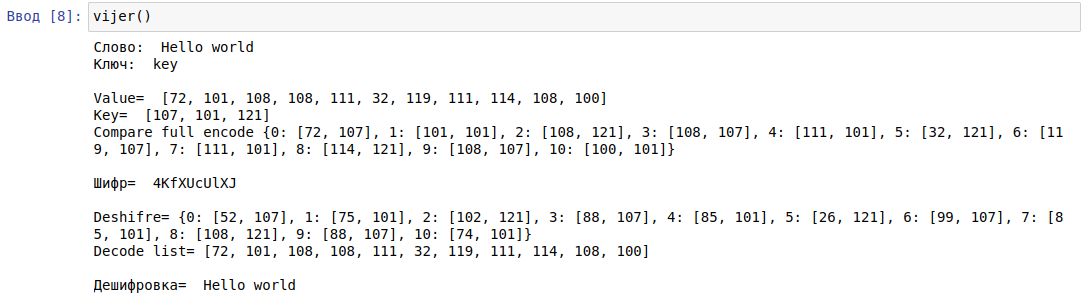 Ввод [8]: vijer()
Слово:  Hello world
Ключ:  key
Value=  [72, 101, 108, 108, 111, 32, 119, 111, 114, 108, 100]
Key=  [107, 101, 121]
Compare full encode {0: [72, 107], 1: [101, 101], 2: [108, 121], 3: [108, 107], 4: [111, 101], 5: [32, 121], 6: [11
9, 107], 7: [111, 101], 8: [114, 121], 9: [108, 107], 10: [100, 101]}
Шифр=  4KfXUcUlXJ
Deshifre= {0: [52, 107], 1: [75, 101], 2: [102, 121], 3: [88, 107], 4: [85, 101], 5: [26, 121], 6: [99, 107], 7: [8
5, 101], 8: [108, 121], 9: [88, 107], 10: [74, 101]}
Decode list= [72, 101, 108, 108, 111, 32, 119, 111, 114, 108, 100]
Дешифровка=  Hello world